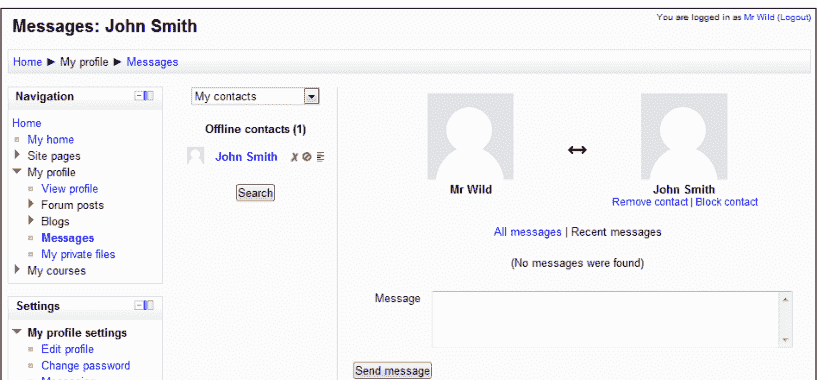 Messages: John Smith
You are logged in as Mr Wild (Logout)
Home ► My profile ► Messages
Navigation
Home
My home
Site pages
My profile
View profile
Forum posts
Blogs
Messages
My private files
My courses
Settings
My profile settings
Edit profile
Change password
My contacts
Offline contacts (1)
John Smith
Search
Mr Wild
John Smith
Remove contact | Block contact
All messages | Recent messages
(No messages were found)
Message
Send message